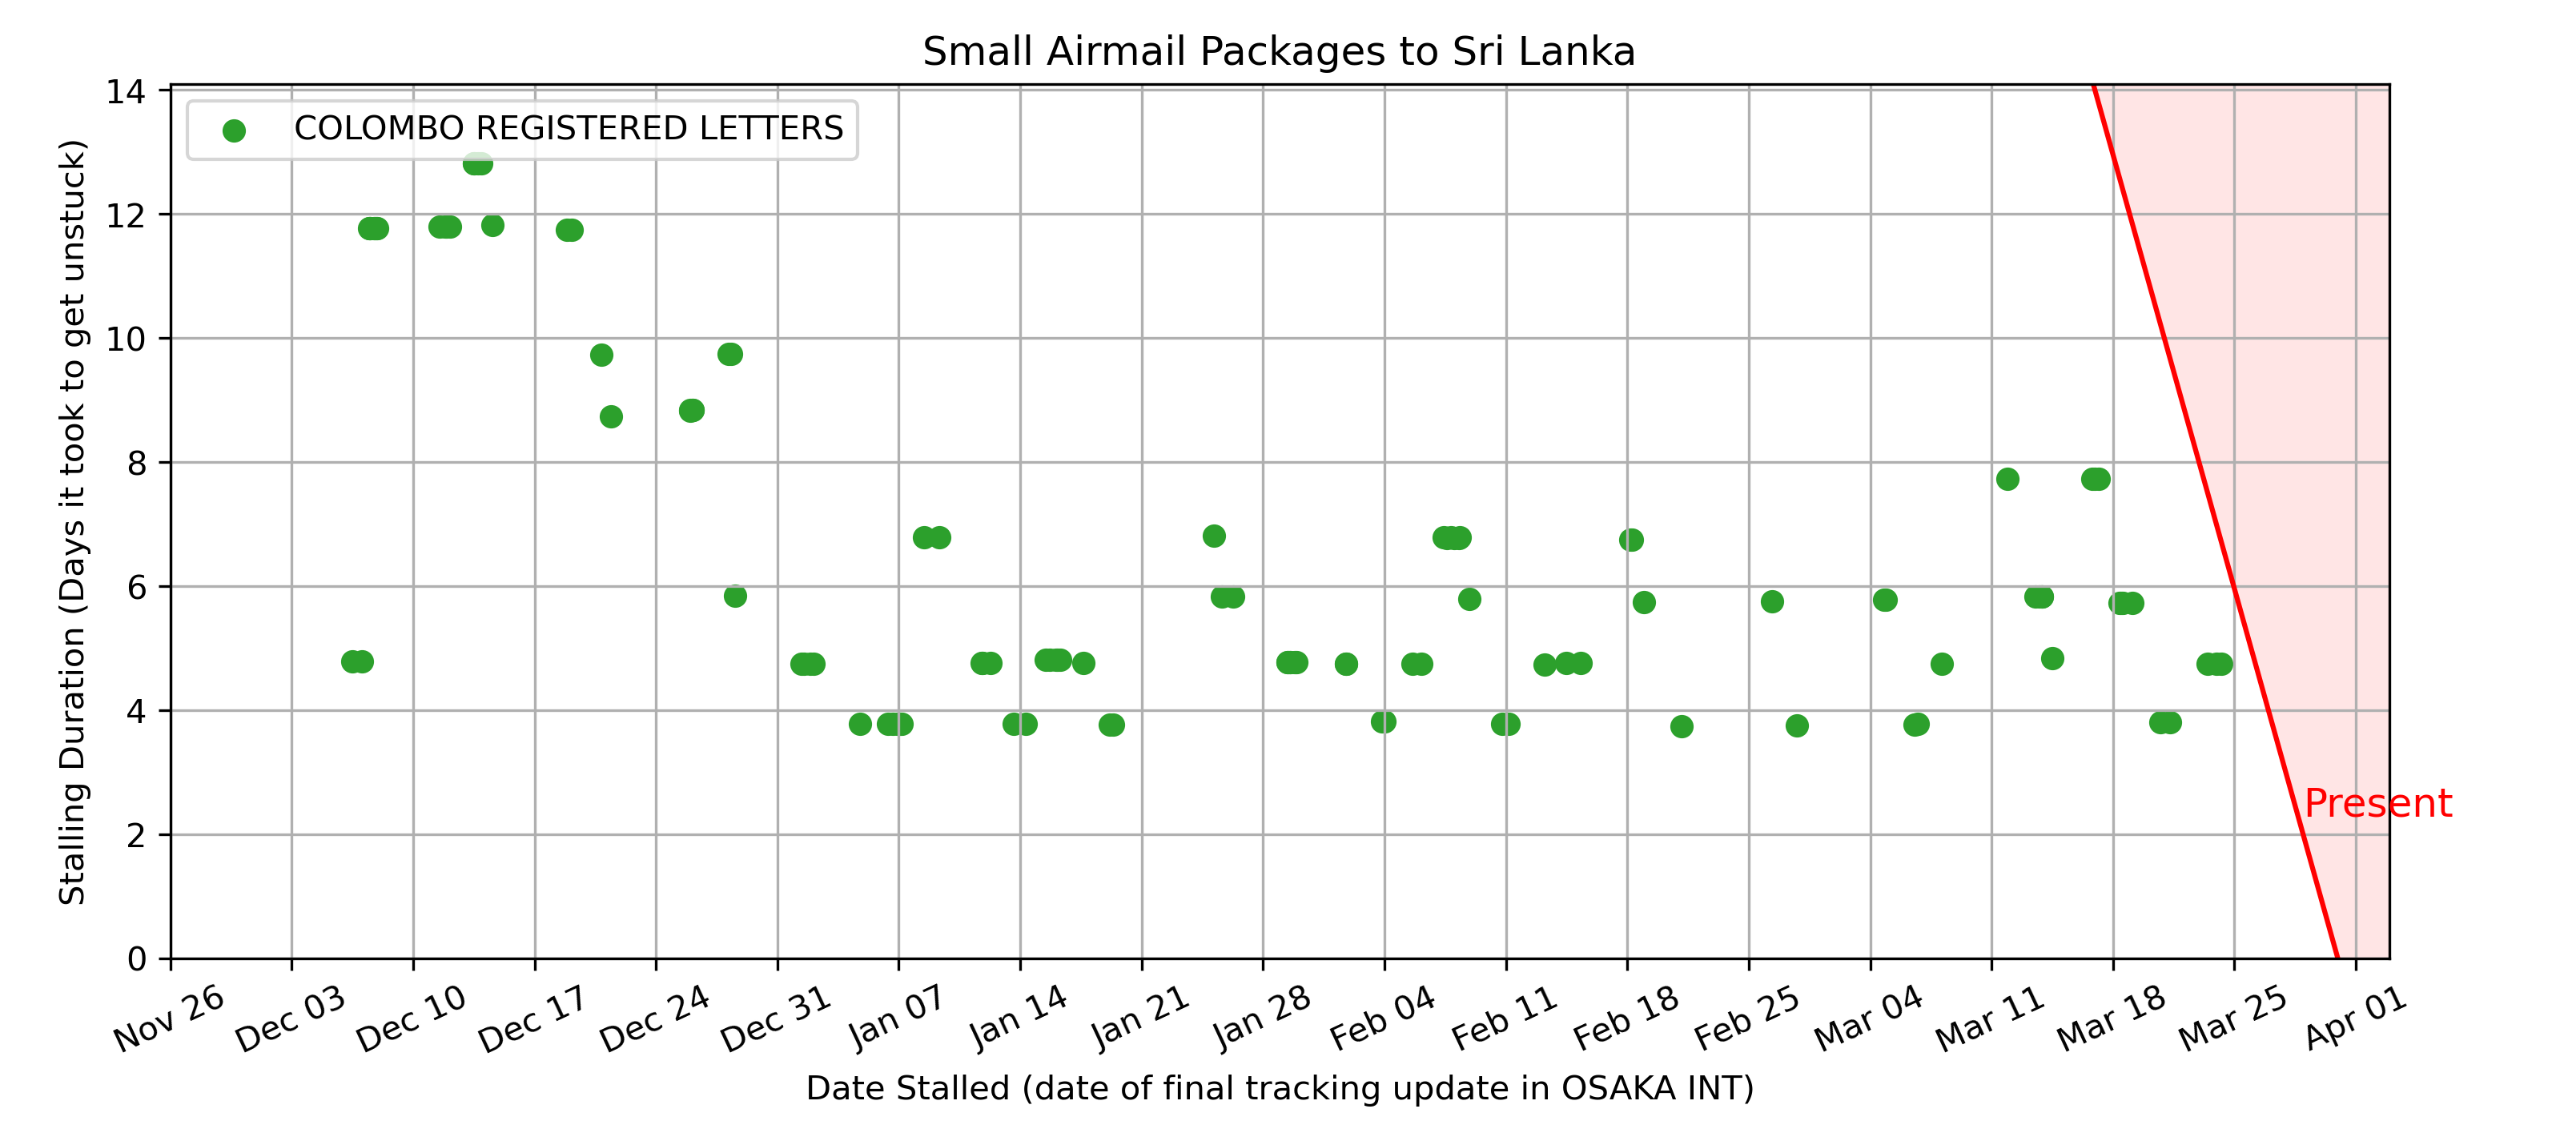 Small Airmail Packages to Sri Lanka
COLOMBO REGISTERED LETTERS
Stalling Duration (Days it took to get unstuck)
14
12
10
8
6
4
2
0
Present
Nov 26
Dec 03
Dec 10
Dec 17
Dec 24
Dec 31
Jan 07
Jan 14
Jan 21
Jan 28
Feb 04
Feb 11
Feb 18
Feb 25
Mar 04
Mar 11
Mar 18
Mar 25
Apr 01
Date Stalled (date of final tracking update in OSAKA INT)